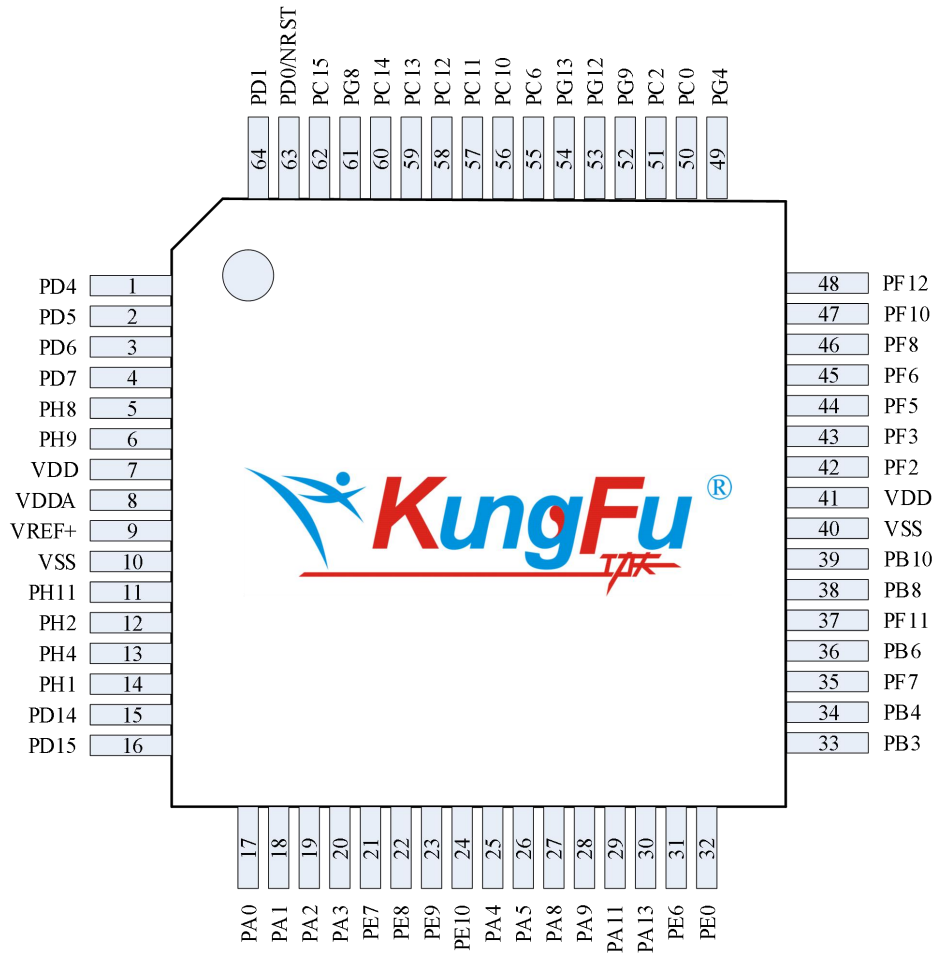 PD1 PD0/NRST PC15 PG8 PC14 PC13 PC12 PC11 PC10 PC6 PG13 PG12 PG9 PC2 PC0 PG4
64 63 62 61 60 59 58 57 56 55 54 53 52 51 50 49
PD4 1
PD5 2
PD6 3
PD7 4
PH8 5
PH9 6
VDD 7
VDDA 8
VREF+ 9
VSS 10
PH11 11
PH2 12
PH4 13
PH1 14
PD14 15
PD15 16
KungFu®
功夫
48 PF12
47 PF10
46 PF8
45 PF6
44 PF5
43 PF3
42 PF2
41 VDD
40 VSS
39 PB10
38 PB8
37 PF11
36 PB6
35 PF7
34 PB4
33 PB3
17 18 19 20 21 22 23 24 25 26 27 28 29 30 31 32
PA0 PA1 PA2 PA3 PE7 PE8 PE9 PE10 PA4 PA5 PA8 PA9 PA11 PA13 PE6 PE0